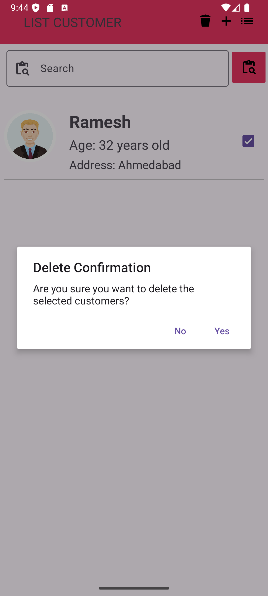 9:44
LIST CUSTOMER
Search
Ramesh
Age: 32 years old
Address: Ahmedabad
Delete Confirmation
Are you sure you want to delete the
selected customers?
No Yes